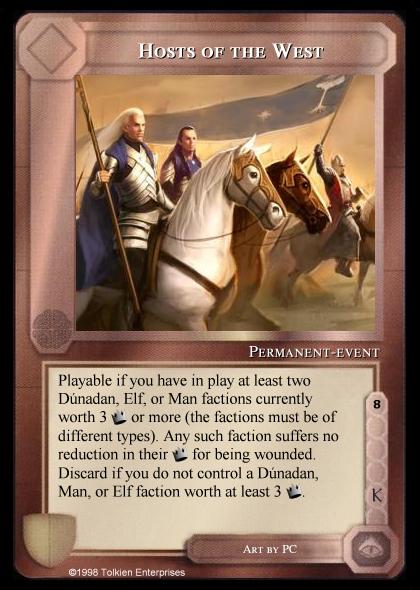 Hosts of the West
Permanent-event
Playable if you have in play at least two
Dúnadan, Elf, or Man factions currently
worth 3 or more (the factions must be of
different types). Any such faction suffers no
reduction in their for being wounded.
Discard if you do not control a Dúnadan,
Man, or Elf faction worth at least 3 .
8
K
Art by PC
©1998 Tolkien Enterprises